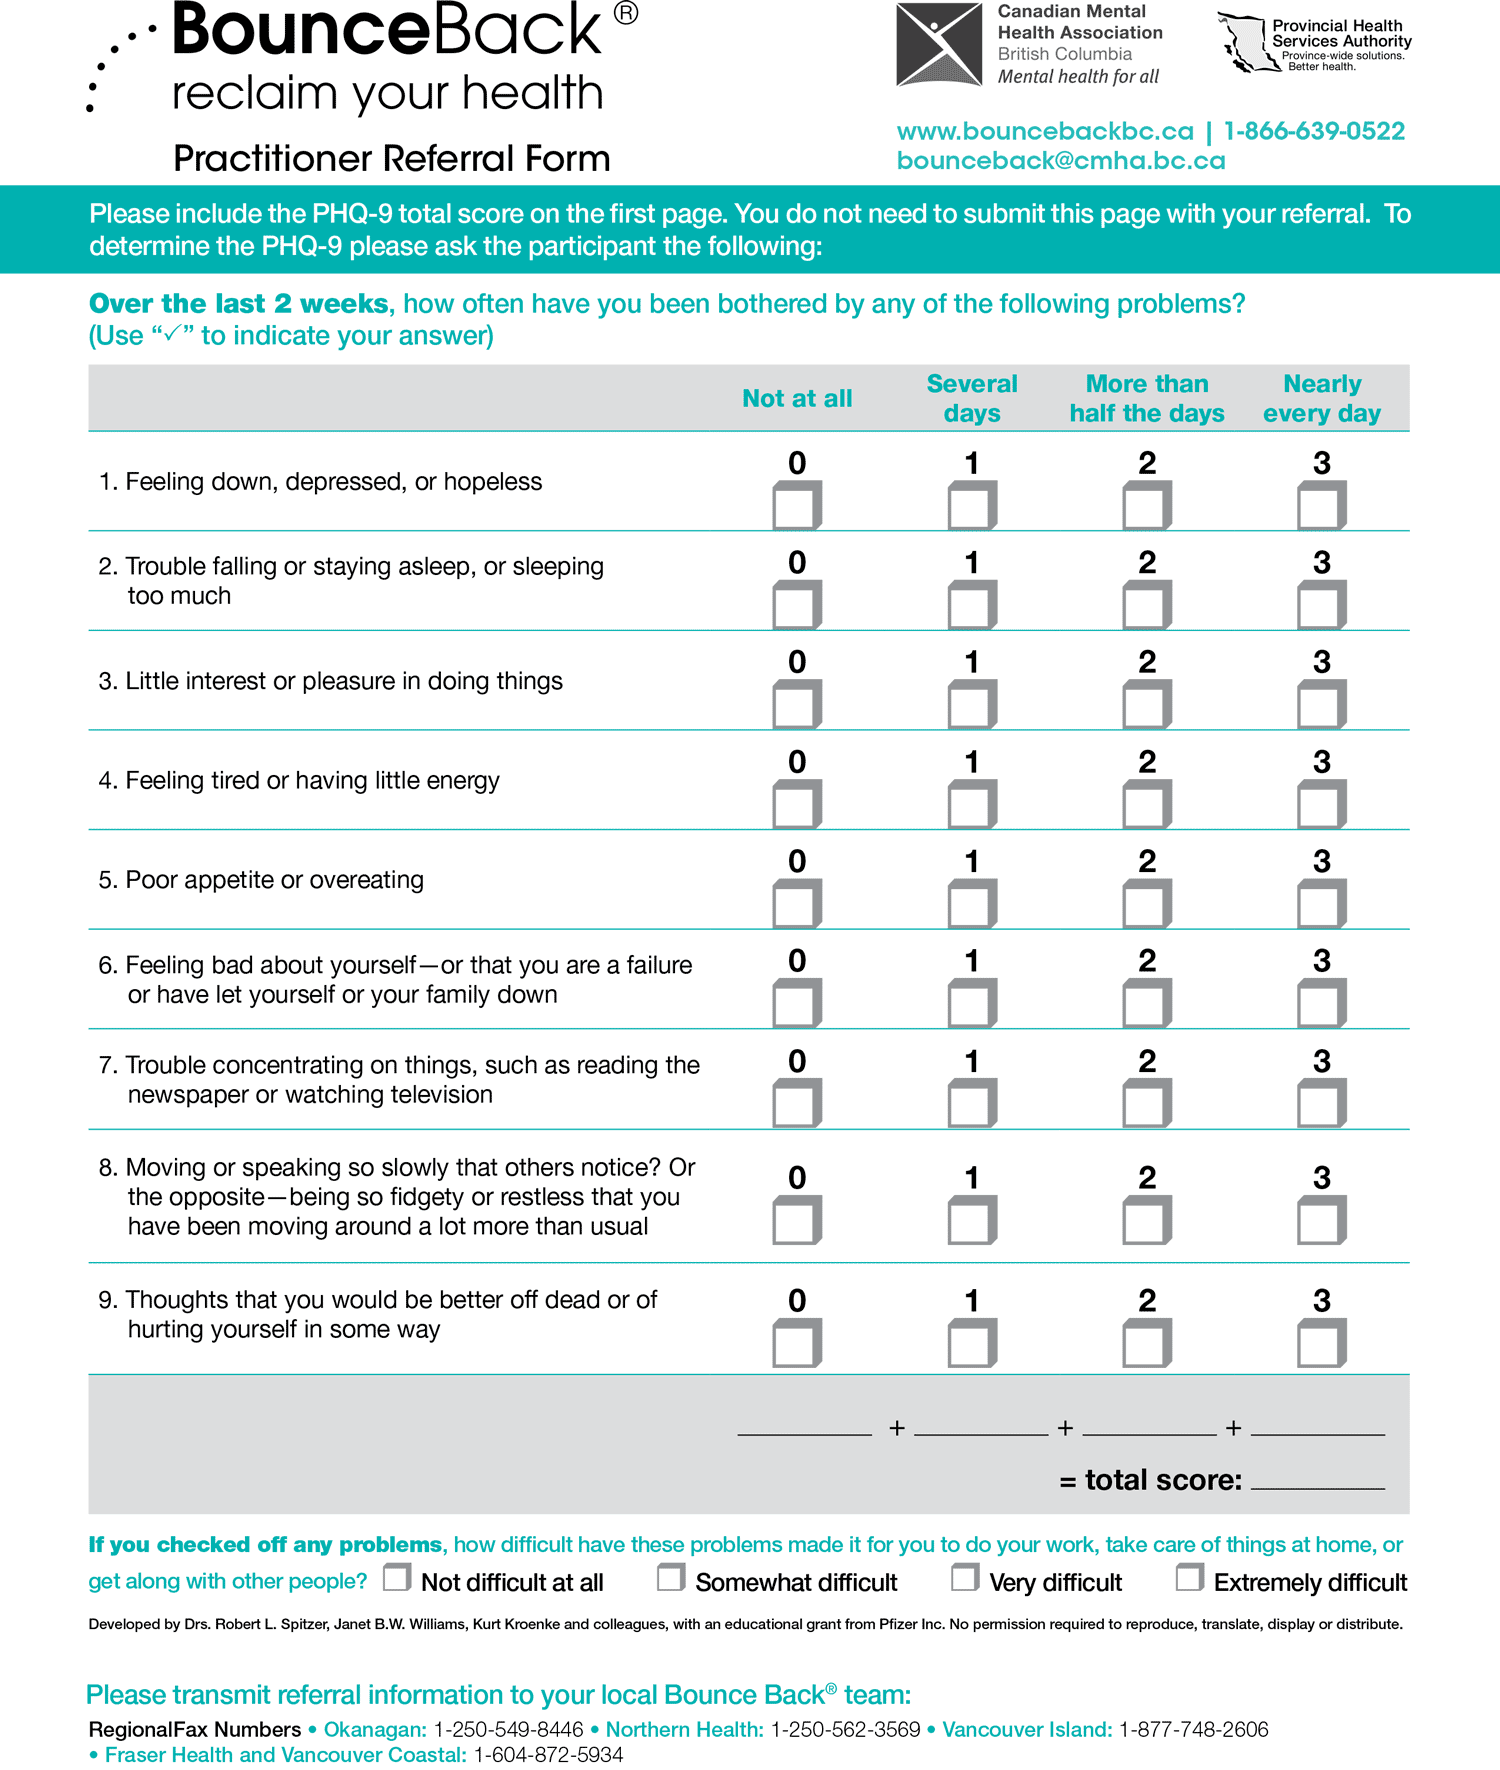 BounceBack®
reclaim your health
Practitioner Referral Form
Canadian Mental
Health Association
British Columbia
Mental health for all
Provincial Health
Services Authority
Province-wide solutions.
Better health.
www.bouncebackbc.ca | 1-866-639-0522
bounceback@cmha.bc.ca
Please include the PHQ-9 total score on the first page. You do not need to submit this page with your referral. To
determine the PHQ-9 please ask the participant the following:
Over the last 2 weeks, how often have you been bothered by any of the following problems?
(Use “✓” to indicate your answer)
Not at all
Several
days
More than
half the days
Nearly
every day
1. Feeling down, depressed, or hopeless
0 1 2 3
2. Trouble falling or staying asleep, or sleeping
too much
0 1 2 3
3. Little interest or pleasure in doing things
0 1 2 3
4. Feeling tired or having little energy
0 1 2 3
5. Poor appetite or overeating
0 1 2 3
6. Feeling bad about yourself—or that you are a failure
or have let yourself or your family down
0 1 2 3
7. Trouble concentrating on things, such as reading the
newspaper or watching television
0 1 2 3
8. Moving or speaking so slowly that others notice? Or
the opposite—being so fidgety or restless that you
have been moving around a lot more than usual
0 1 2 3
9. Thoughts that you would be better off dead or of
hurting yourself in some way
0 1 2 3
+ + +
= total score:
If you checked off any problems, how difficult have these problems made it for you to do your work, take care of things at home, or
get along with other people? Not difficult at all Somewhat difficult Very difficult Extremely difficult
Developed by Drs. Robert L. Spitzer, Janet B.W. Williams, Kurt Kroenke and colleagues, with an educational grant from Pfizer Inc. No permission required to reproduce, translate, display or distribute.
Please transmit referral information to your local Bounce Back® team:
RegionalFax Numbers • Okanagan: 1-250-549-8446 • Northern Health: 1-250-562-3569 • Vancouver Island: 1-877-748-2606
• Fraser Health and Vancouver Coastal: 1-604-872-5934